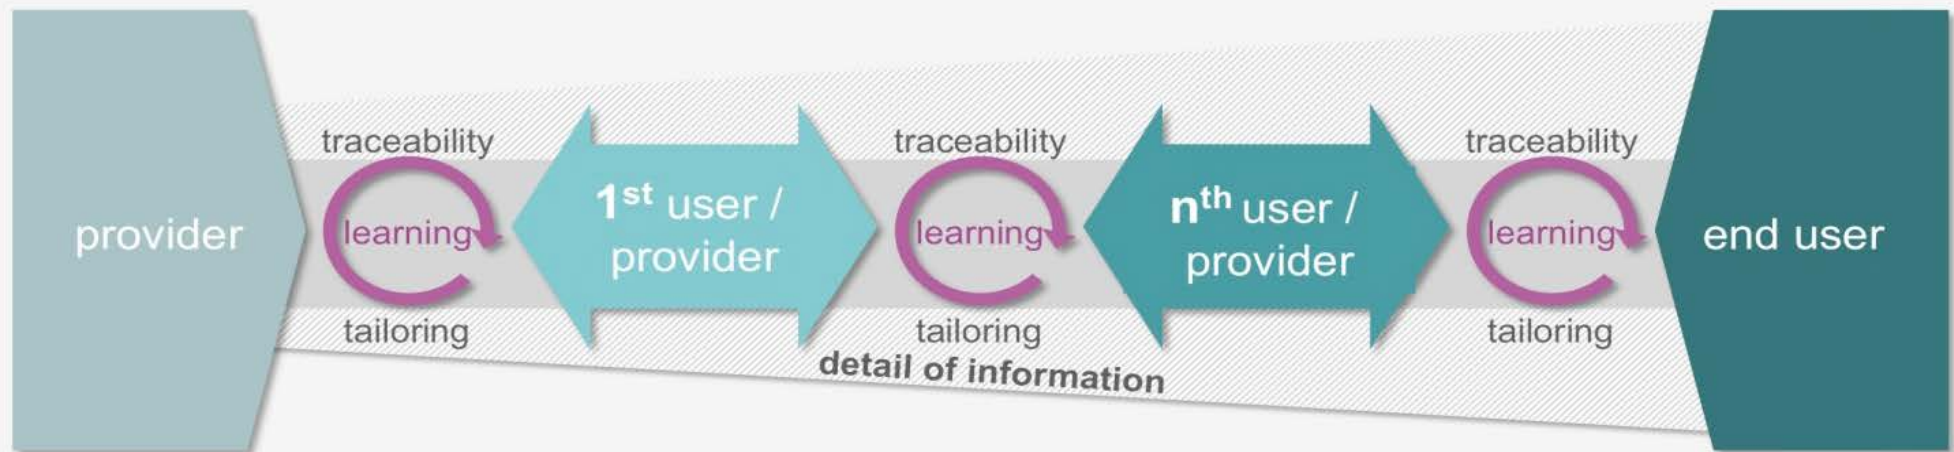 provider
traceability
learning
tailoring
1st user /
provider
traceability
learning
tailoring
nth user /
provider
traceability
learning
tailoring
end user
detail of information